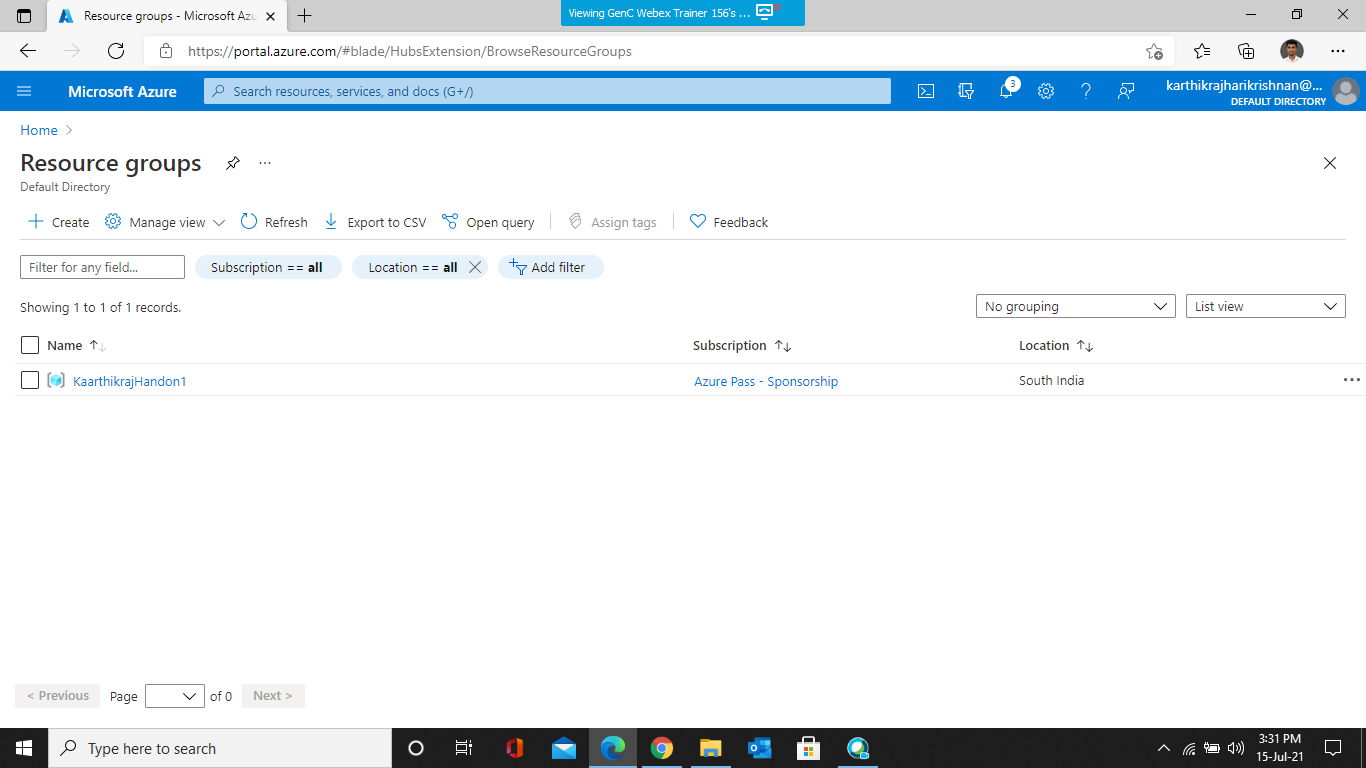 Resource groups - Microsoft Azu
Viewing GenC Webex Trainer 156's ...
https://portal.azure.com/#blade/HubsExtension/BrowseResourceGroups
Microsoft Azure
Search resources, services, and docs (G+/)
3
karthikrajharikrishnan@...
DEFAULT DIRECTORY
Home
Resource groups
Default Directory
Create
Manage view
Refresh
Export to CSV
Open query
Assign tags
Feedback
Filter for any field...
Subscription == all
Location == all
Add filter
Showing 1 to 1 of 1 records.
No grouping
List view
Name
Subscription
Location
KaarthikrajHandon1
Azure Pass - Sponsorship
South India
< Previous
Page
of 0
Next >
Type here to search
3:31 PM
15-Jul-21